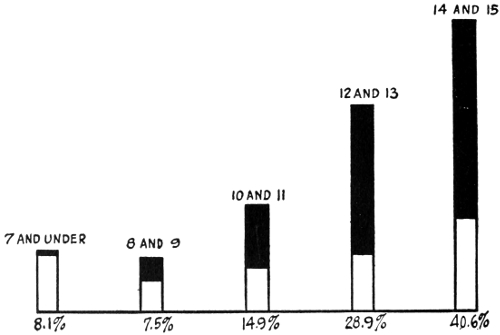 14 AND 15
12 AND 13
10 AND 11
7 AND UNDER
8 AND 9
8.1%
7.5%
14.9%
28.9%
40.6%